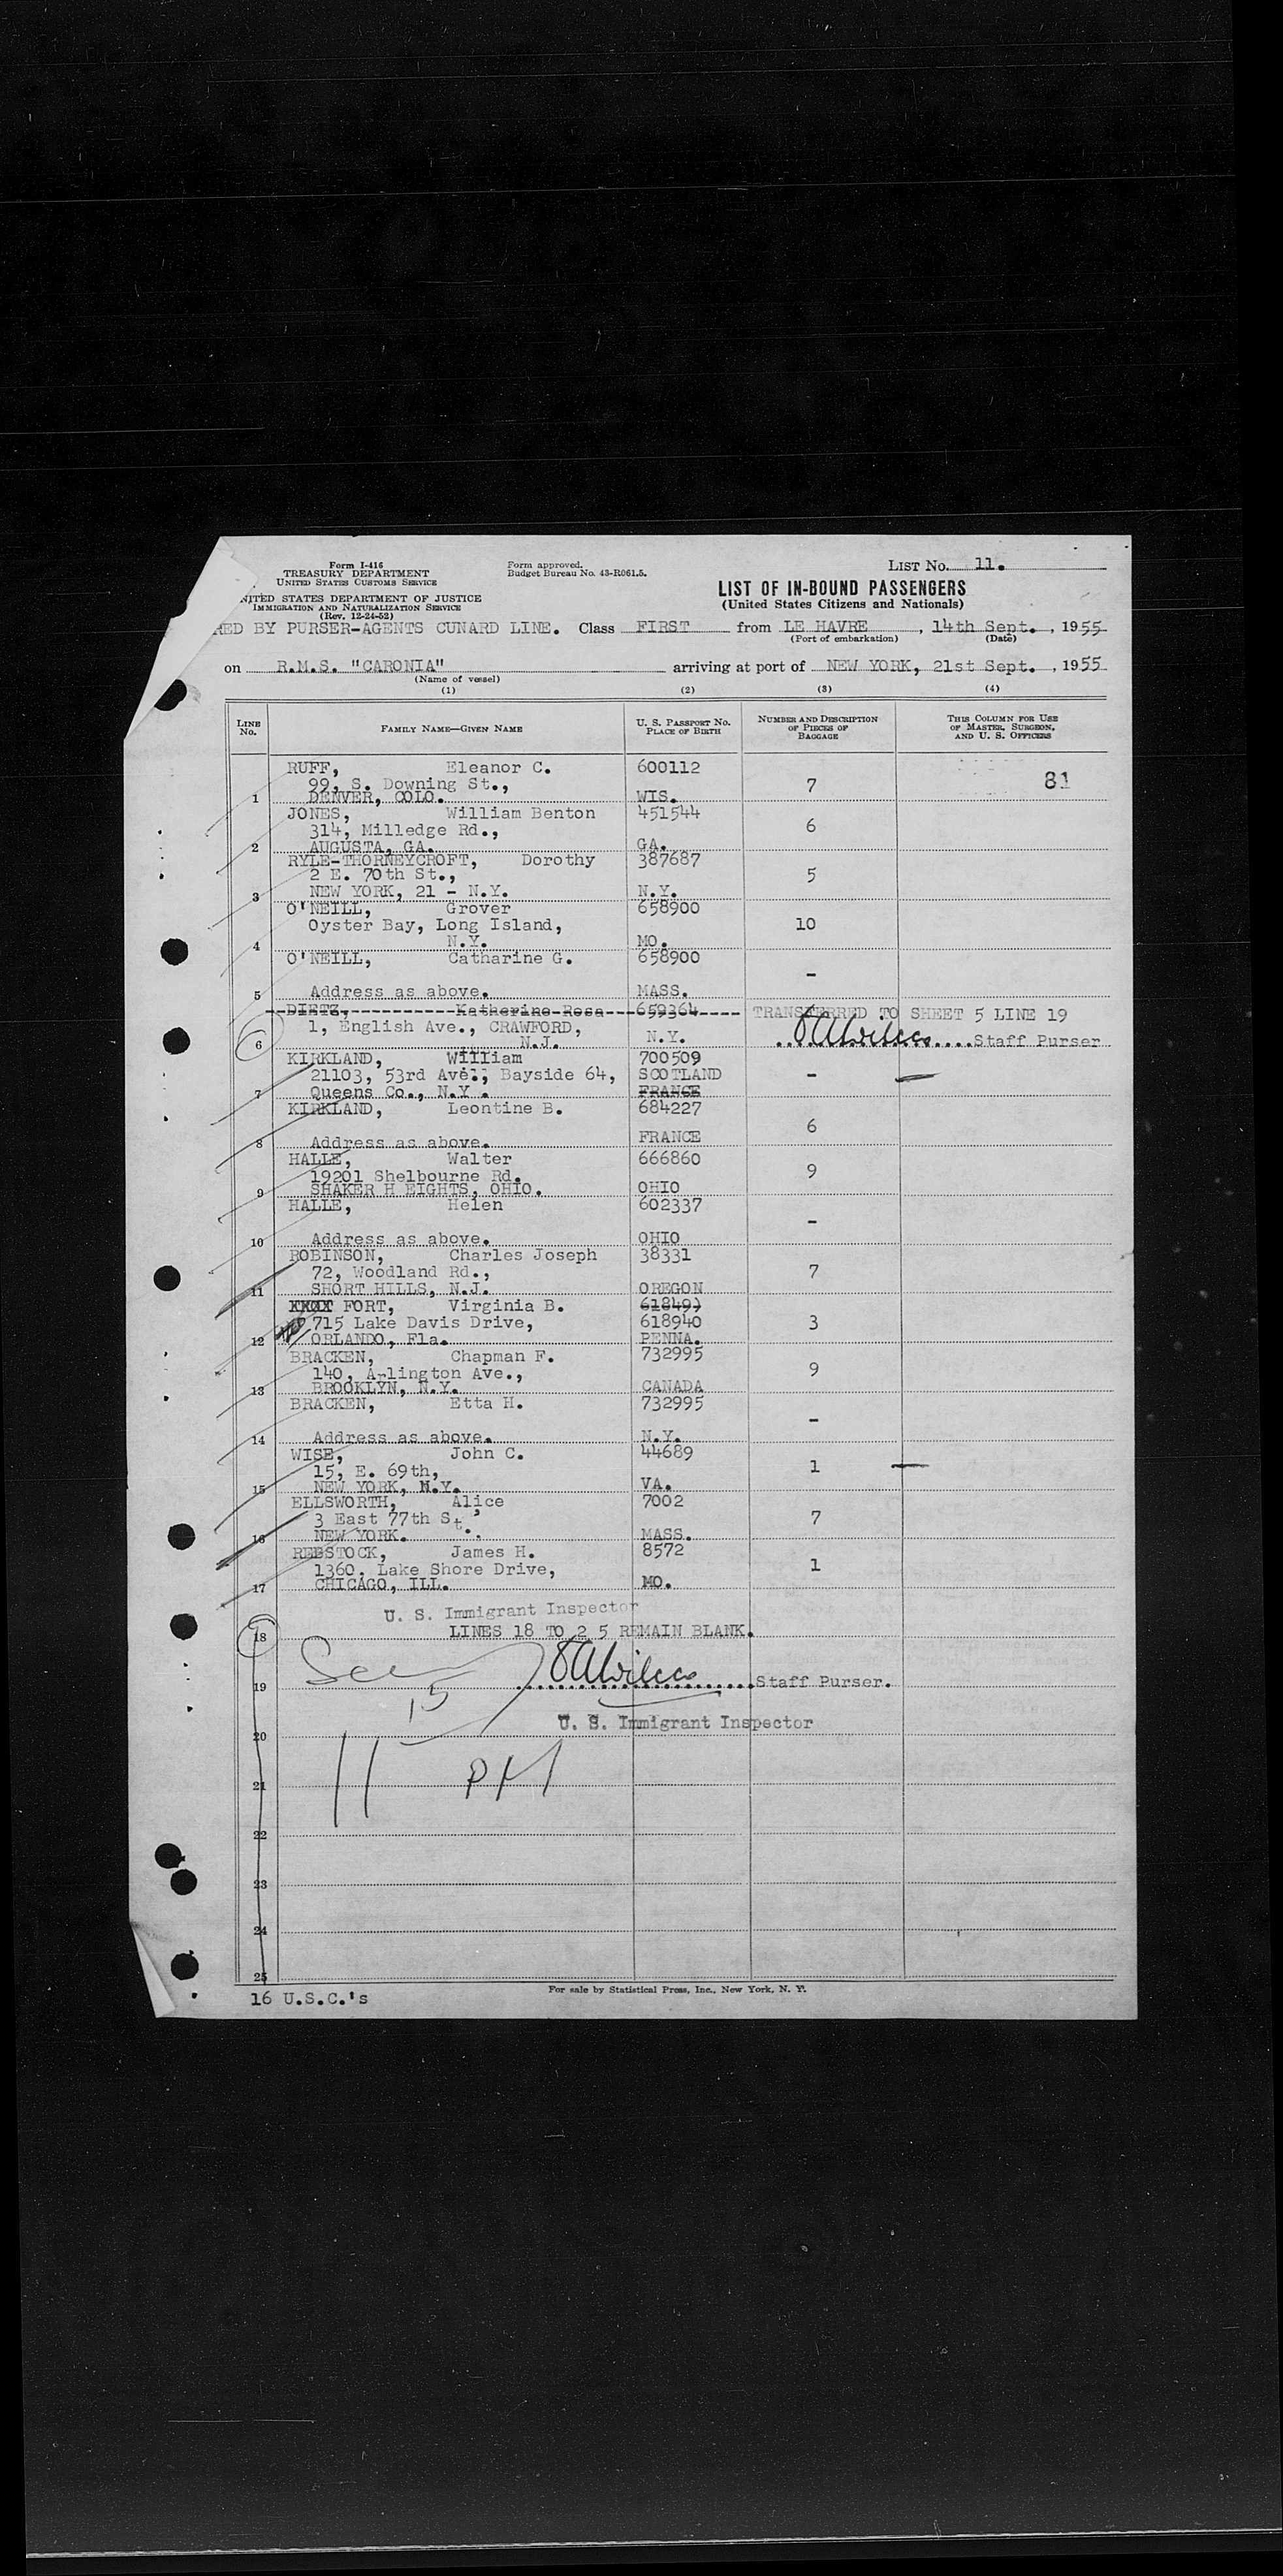 Form I-416
TREASURY DEPARTMENT
UNITED STATES CUSTOMS SERVICE
Form approved.
Budget Bureau No. 43-R061.5.
LIST NO. 11.
NITED STATES DEPARTMENT OF JUSTICE
IMMIGRATION AND NATURALIZATION SERVICE
(Rev. 12-24-52)
LIST OF IN-BOUND PASSENGERS
(United States Citizens and Nationals)
RED BY PURSER-AGENTS CUNARD LINE. Class FIRST from LE HAVRE, 14th Sept., 1955
(Port of embarkation) (Date)
on R.M.S. "CARONIA" arriving at port of NEW YORK, 21st Sept., 1955
(Name of vessel)
(1) (2) (3) (4)
LINE No. FAMILY NAME—GIVEN NAME U. S. PASSPORT NO. PLACE OF BIRTH NUMBER AND DESCRIPTION OF PIECES OF BAGGAGE THIS COLUMN FOR USE OF MASTER, SURGEON, AND U. S. OFFICERS
RUFF, Eleanor C. 600112
99, S. Downing St., 7 81
1 DENVER, COLO. WIS.
JONES, William Benton 451544
314, Milledge Rd., 6
2 AUGUSTA, GA. GA.
RYLE-THORNEYCROFT, Dorothy 387687
2 E. 70th St., 5
3 NEW YORK, 21 - N.Y. N.Y.
O'NEILL, Grover 658900
Oyster Bay, Long Island, 10
4 N.Y. MO.
O'NEILL, Catharine G. 658900
-
5 Address as above. MASS.
DIETZ, Katherine Rosa 659364 TRANSFERRED TO SHEET 5 LINE 19
1, English Ave., CRAWFORD, N.Y.
6 N.J. Staff Purser
KIRKLAND, William 700509
21103, 53rd Ave., Bayside 64, SCOTLAND -
7 Queens Co., N.Y. FRANCE
KIRKLAND, Leontine B. 684227
6
8 Address as above. FRANCE
HALLE, Walter 666860
19201 Shelbourne Rd. 9
9 SHAKER H EIGHTS, OHIO. OHIO
HALLE, Helen 602337
-
10 Address as above. OHIO
ROBINSON, Charles Joseph 38331
72, Woodland Rd., 7
11 SHORT HILLS, N.J. OREGON
FORT, Virginia B.
715 Lake Davis Drive, 618940 3
12 ORLANDO, Fla. PENNA.
BRACKEN, Chapman F. 732995
140, Arlington Ave., 9
13 BROOKLYN, N.Y. CANADA
BRACKEN, Etta H. 732995
-
14 Address as above. N.Y.
WISE, John C. 44689
15, E. 69th, 1
15 NEW YORK, N.Y. VA.
ELLSWORTH, Alice 7002
3 East 77th St. 7
16 NEW YORK. MASS.
REBSTOCK, James H. 8572
1360, Lake Shore Drive, 1
17 CHICAGO, ILL. MO.
U. S. Immigrant Inspector
18 LINES 18 TO 2 5 REMAIN BLANK.
19 Staff Purser.
15
U. S. Immigrant Inspector
20
11 PM
21
22
23
24
25
For sale by Statistical Press, Inc., New York, N. Y.
16 U.S.C.'s